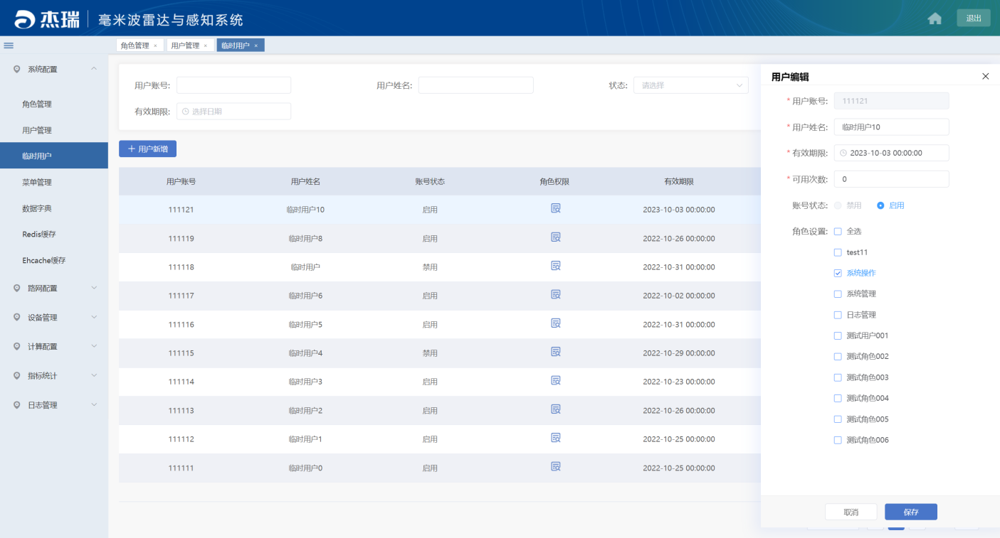 杰瑞 毫米波雷达与感知系统 退出
角色管理 × 用户管理 × 临时用户 ×
系统配置
角色管理
用户管理
临时用户
菜单管理
数据字典
Redis缓存
Ehcache缓存
路网配置
设备管理
计算配置
指标统计
日志管理
用户账号: 用户姓名: 状态: 请选择
有效期限: 选择日期
+ 用户新增
用户账号 用户姓名 账号状态 角色权限 有效期限
111121 临时用户10 启用 2023-10-03 00:00:00
111119 临时用户8 启用 2022-10-26 00:00:00
111118 临时用户 禁用 2022-10-31 00:00:00
111117 临时用户6 启用 2022-10-02 00:00:00
111116 临时用户5 启用 2022-10-31 00:00:00
111115 临时用户4 禁用 2022-10-29 00:00:00
111114 临时用户3 启用 2022-10-23 00:00:00
111113 临时用户2 启用 2022-10-26 00:00:00
111112 临时用户1 启用 2022-10-25 00:00:00
111111 临时用户0 启用 2022-10-25 00:00:00
用户编辑
* 用户账号: 111121
* 用户姓名: 临时用户10
* 有效期限: 2023-10-03 00:00:00
* 可用次数: 0
账号状态: 禁用 启用
角色设置: 全选
test11
系统操作
系统管理
日志管理
测试用户001
测试角色002
测试角色003
测试角色004
测试角色005
测试角色006
取消 保存